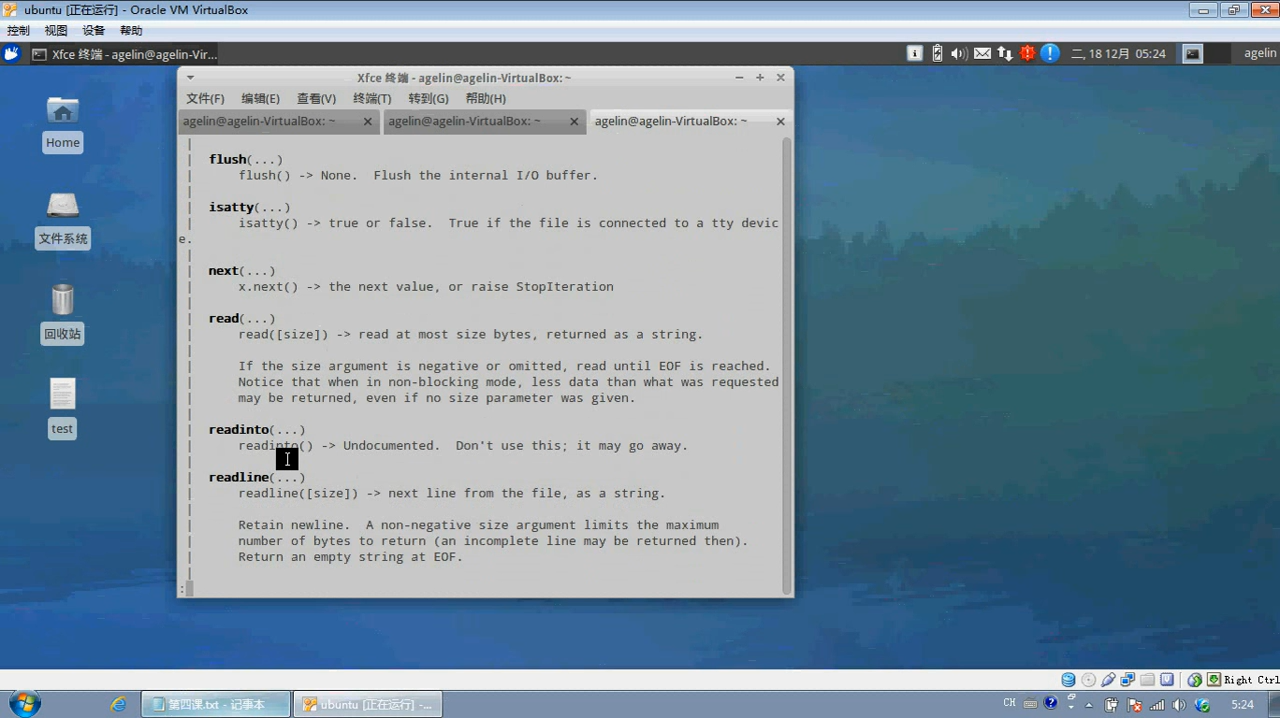 ubuntu [正在运行] - Oracle VM VirtualBox
控制 视图 设备 帮助
Xfce 终端 - agelin@agelin-Vir...
二, 18 12月 05:24
agelin
Xfce 终端 - agelin@agelin-VirtualBox: ~
文件(F) 编辑(E) 查看(V) 终端(T) 转到(G) 帮助(H)
agelin@agelin-VirtualBox: ~ agelin@agelin-VirtualBox: ~ agelin@agelin-VirtualBox: ~
Home
文件系统
回收站
test
|
| flush(...)
| flush() -> None. Flush the internal I/O buffer.
|
| isatty(...)
| isatty() -> true or false. True if the file is connected to a tty devic
e.
|
| next(...)
| x.next() -> the next value, or raise StopIteration
|
| read(...)
| read([size]) -> read at most size bytes, returned as a string.
|
| If the size argument is negative or omitted, read until EOF is reached.
| Notice that when in non-blocking mode, less data than what was requested
| may be returned, even if no size parameter was given.
|
| readinto(...)
| readinto() -> Undocumented. Don't use this; it may go away.
|
| readline(...)
| readline([size]) -> next line from the file, as a string.
|
| Retain newline. A non-negative size argument limits the maximum
| number of bytes to return (an incomplete line may be returned then).
| Return an empty string at EOF.
|
:
Right Ctrl
第四课.txt - 记事本
ubuntu [正在运行] -...
CH
5:24